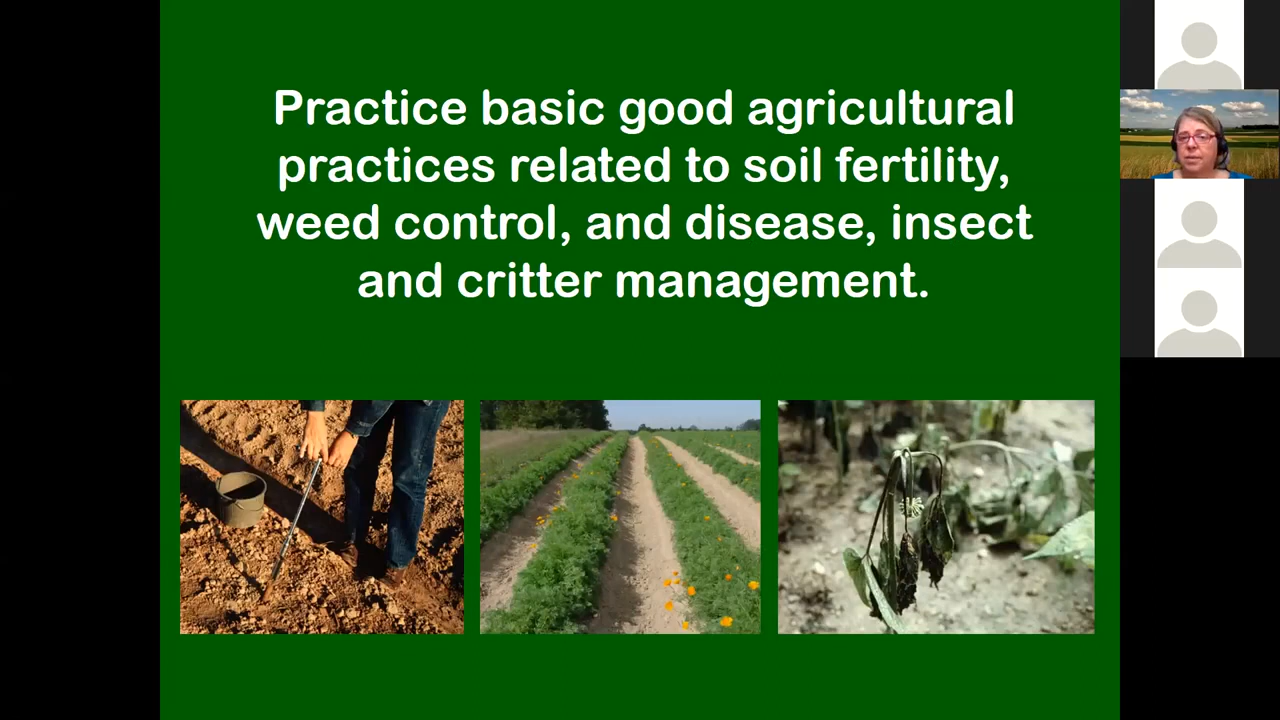 Practice basic good agricultural
practices related to soil fertility,
weed control, and disease, insect
and critter management.